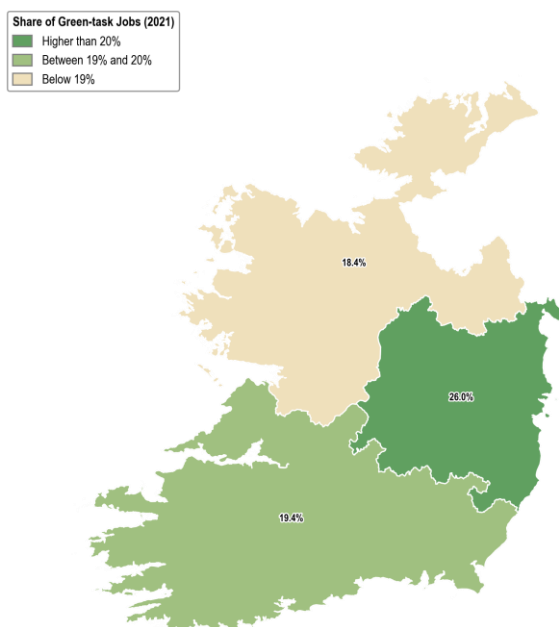 Share of Green-task Jobs (2021)
Higher than 20%
Between 19% and 20%
Below 19%
18.4%
26.0%
19.4%